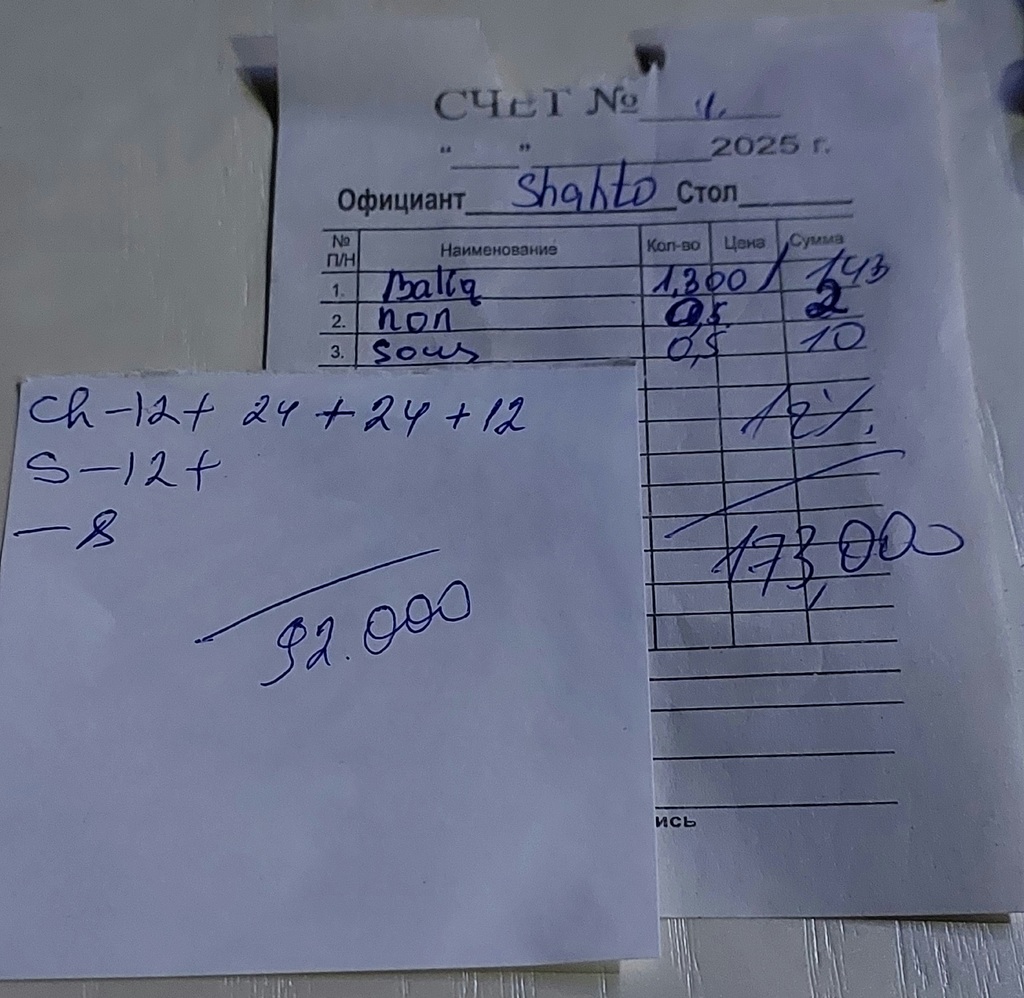 СЧЕТ №
“ ” 2025 г.
Официант Shahto Стол
№ П/Н Наименование Кол-во Цена Сумма
1. Baliq 1,300 / 143
2. non 0,5 2
3. sous 0,5 10
12%
173,000
ись
Ch-12+ 24 + 24 + 12
S-12+
- 8
92.000